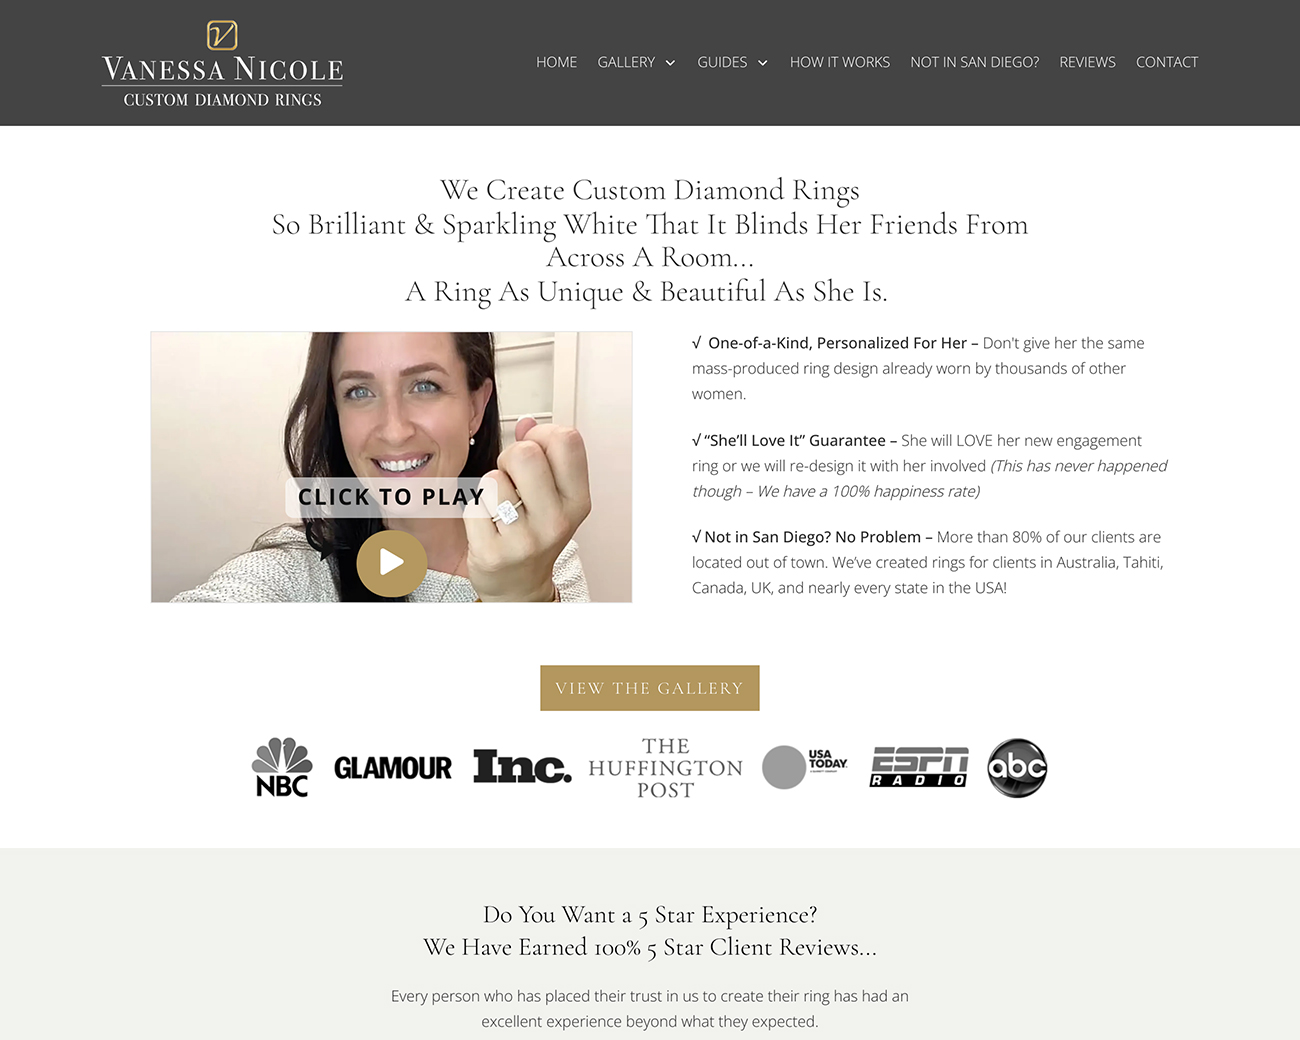 V
VANESSA NICOLE
CUSTOM DIAMOND RINGS
HOME GALLERY GUIDES HOW IT WORKS NOT IN SAN DIEGO? REVIEWS CONTACT
We Create Custom Diamond Rings
So Brilliant & Sparkling White That It Blinds Her Friends From
Across A Room...
A Ring As Unique & Beautiful As She Is.
CLICK TO PLAY
√ One-of-a-Kind, Personalized For Her – Don't give her the same
mass-produced ring design already worn by thousands of other
women.
√ “She’ll Love It” Guarantee – She will LOVE her new engagement
ring or we will re-design it with her involved (This has never happened
though – We have a 100% happiness rate)
√ Not in San Diego? No Problem – More than 80% of our clients are
located out of town. We’ve created rings for clients in Australia, Tahiti,
Canada, UK, and nearly every state in the USA!
VIEW THE GALLERY
NBC
GLAMOUR
Inc.
THE
HUFFINGTON
POST
USA
TODAY
ESPN
RADIO
abc
Do You Want a 5 Star Experience?
We Have Earned 100% 5 Star Client Reviews...
Every person who has placed their trust in us to create their ring has had an
excellent experience beyond what they expected.